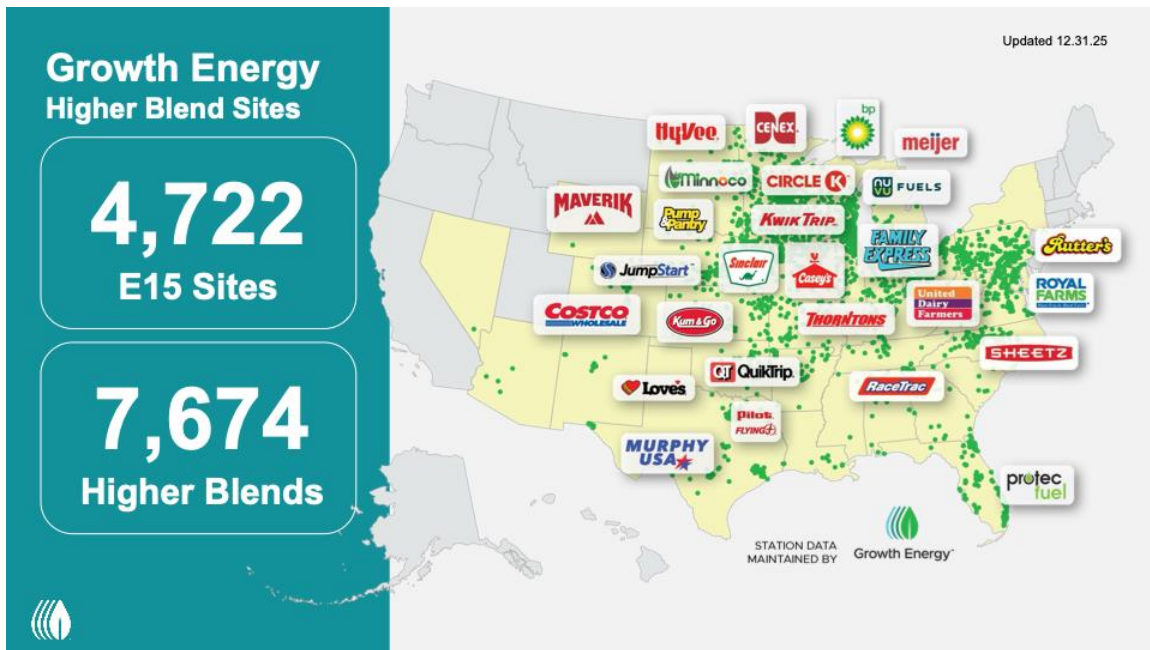 Growth Energy
Higher Blend Sites
4,722
E15 Sites
7,674
Higher Blends
Updated 12.31.25
HyVee
CENEX
bp
meijer
Minnoco
CIRCLE K
NUVU FUELS
MAVERIK
Pump & Pantry
KWIK TRIP
FAMILY
EXPRESS
Rutter's
JumpStart
Sinclair
Casey's
United
Dairy
Farmers
ROYAL
FARMS
COSTCO
WHOLESALE
Kum & Go
THORNTONS
SHEETZ
Love's
QT QuikTrip
RaceTrac
Pilot
FLYING J
MURPHY
USA
protec
fuel
STATION DATA
MAINTAINED BY
Growth Energy